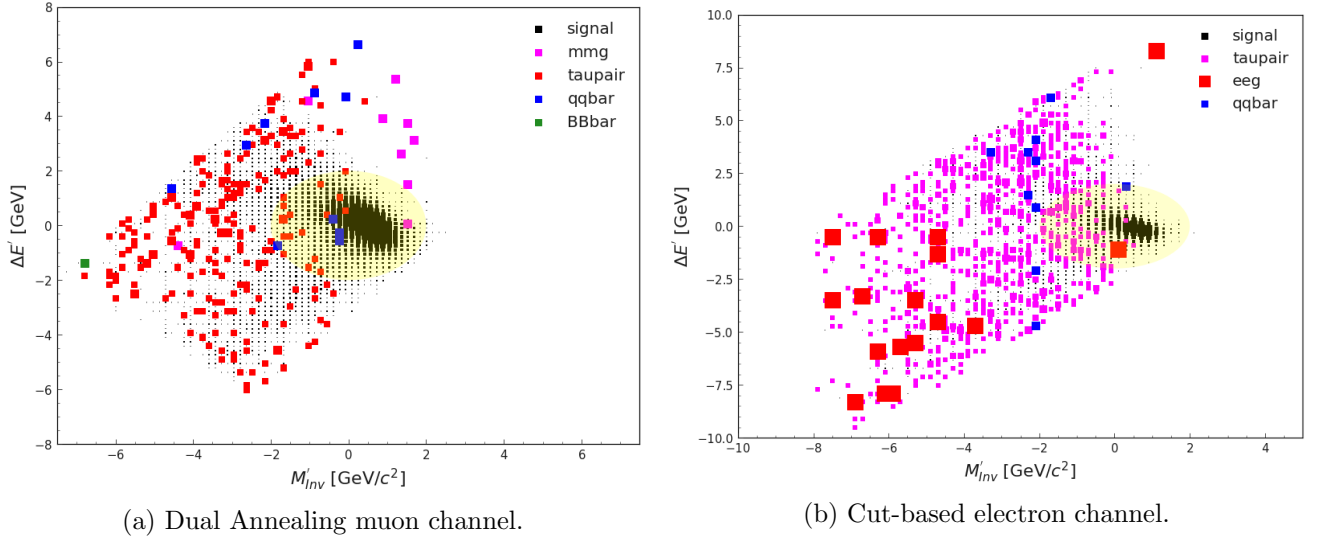 signal
mmg
taupair
qqbar
BBbar
8
6
4
2
0
−2
−4
−6
−8
ΔE′ [GeV]
−6 −4 −2 0 2 4 6
M′Inv [GeV/c²]
(a) Dual Annealing muon channel.
signal
taupair
eeg
qqbar
10.0
7.5
5.0
2.5
0.0
−2.5
−5.0
−7.5
−10.0
ΔE′ [GeV]
−10 −8 −6 −4 −2 0 2 4
M′Inv [GeV/c²]
(b) Cut-based electron channel.